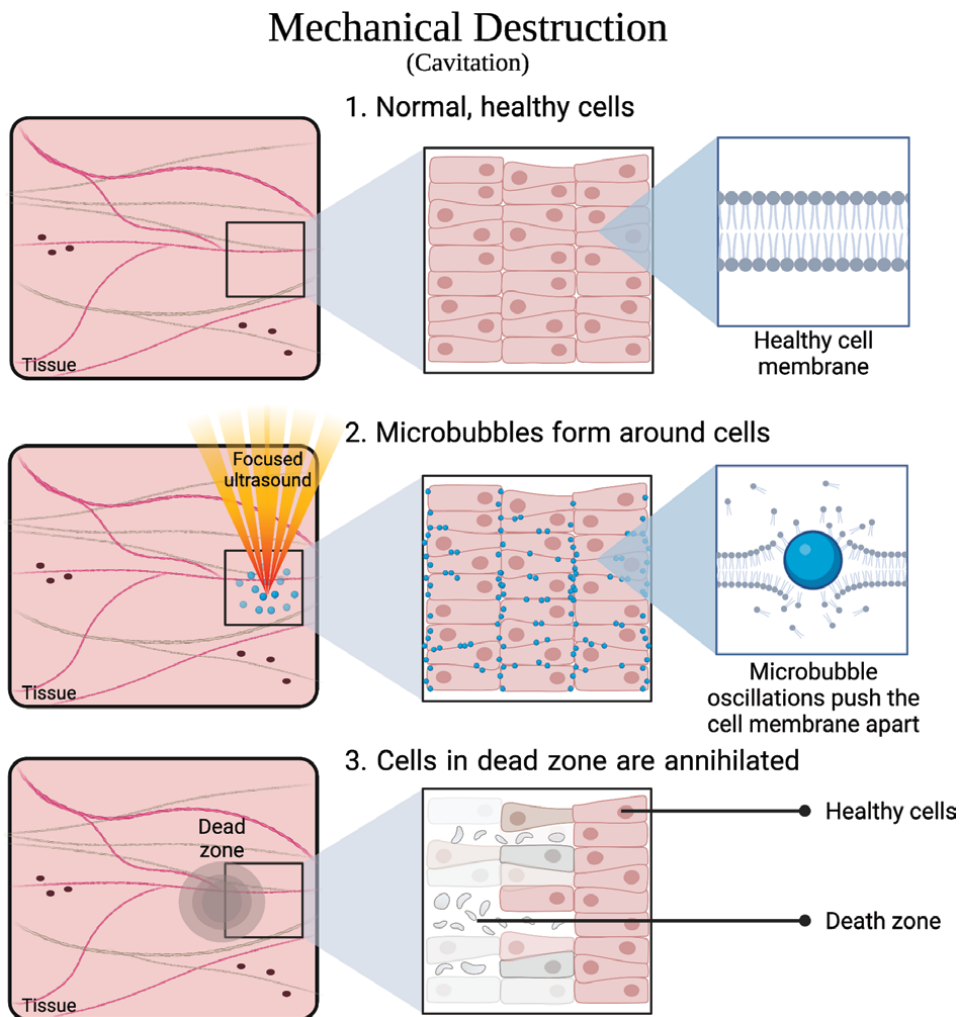 Mechanical Destruction
(Cavitation)
1. Normal, healthy cells
Tissue
Healthy cell
membrane
2. Microbubbles form around cells
Focused
ultrasound
Tissue
Microbubble
oscillations push the
cell membrane apart
3. Cells in dead zone are annihilated
Dead
zone
Tissue
Healthy cells
Death zone